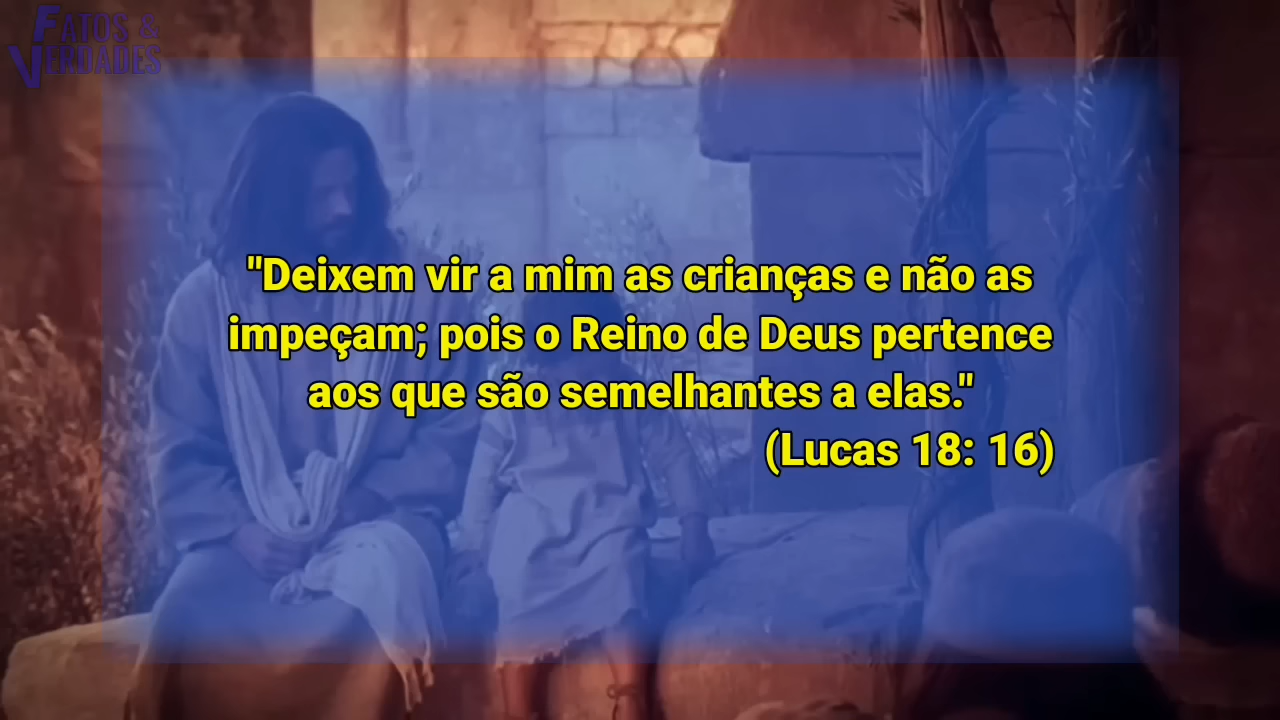 FATOS &
VERDADES
"Deixem vir a mim as crianças e não as
impeçam; pois o Reino de Deus pertence
aos que são semelhantes a elas."
(Lucas 18: 16)